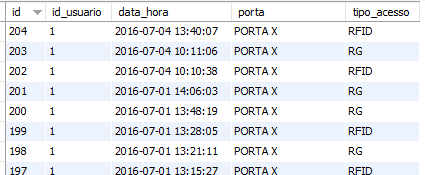 id id_usuario data_hora porta tipo_acesso
204 1 2016-07-04 13:40:07 PORTA X RFID
203 1 2016-07-04 10:11:06 PORTA X RG
202 1 2016-07-04 10:10:38 PORTA X RFID
201 1 2016-07-01 14:06:03 PORTA X RG
200 1 2016-07-01 13:48:19 PORTA X RG
199 1 2016-07-01 13:28:05 PORTA X RFID
198 1 2016-07-01 13:21:11 PORTA X RG
197 1 2016-07-01 13:15:27 PORTA X RFID